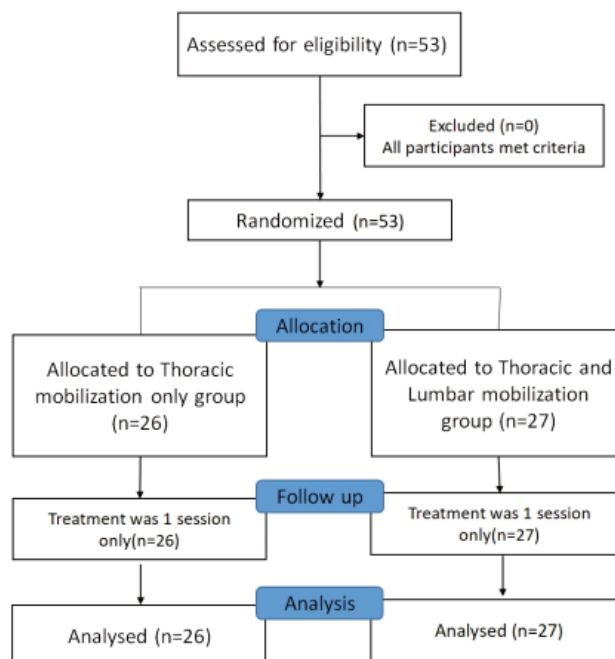 Assessed for eligibility (n=53)
Excluded (n=0)
All participants met criteria
Randomized (n=53)
Allocation
Allocated to Thoracic
mobilization only group
(n=26)
Allocated to Thoracic and
Lumbar mobilization
group (n=27)
Follow up
Treatment was 1 session
only(n=26)
Treatment was 1 session
only(n=27)
Analysis
Analysed (n=26)
Analysed (n=27)